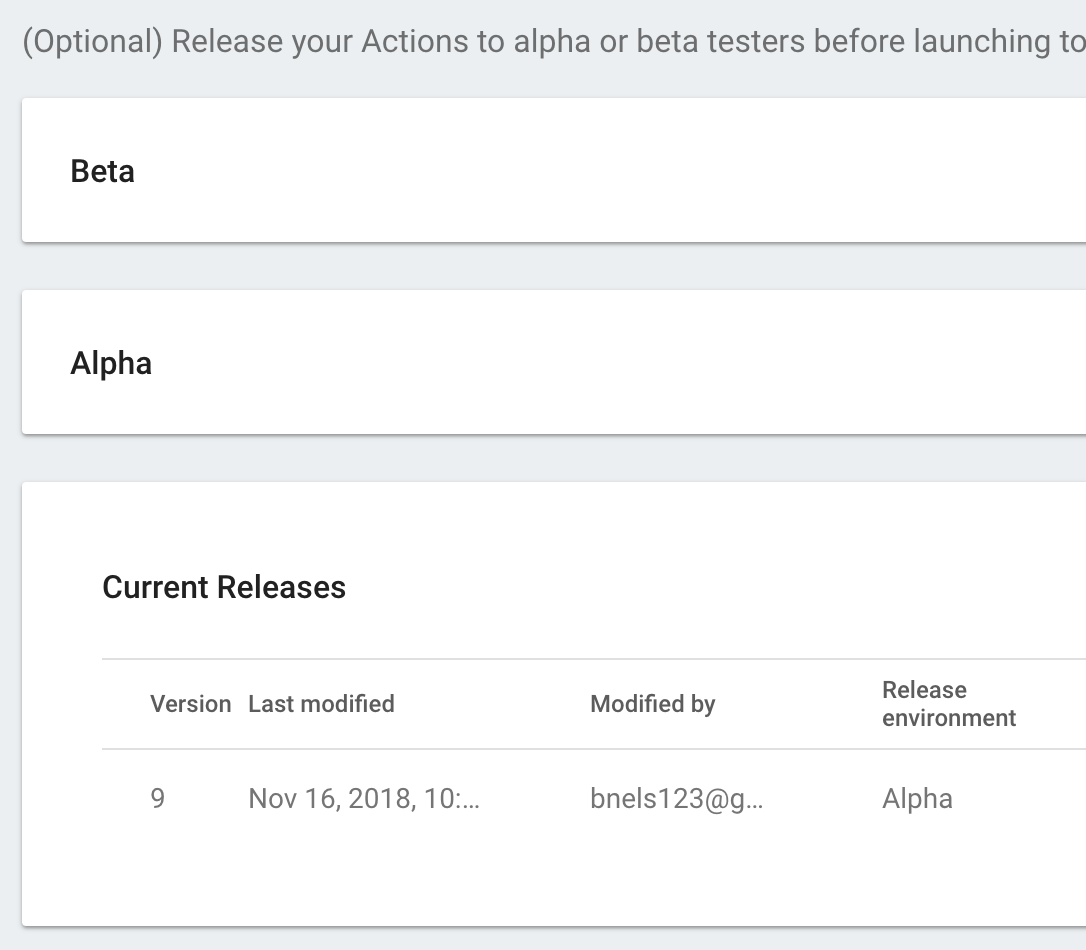 (Optional) Release your Actions to alpha or beta testers before launching to
Beta
Alpha
Current Releases
Version Last modified Modified by Release environment
9 Nov 16, 2018, 10:... bnels123@g... Alpha